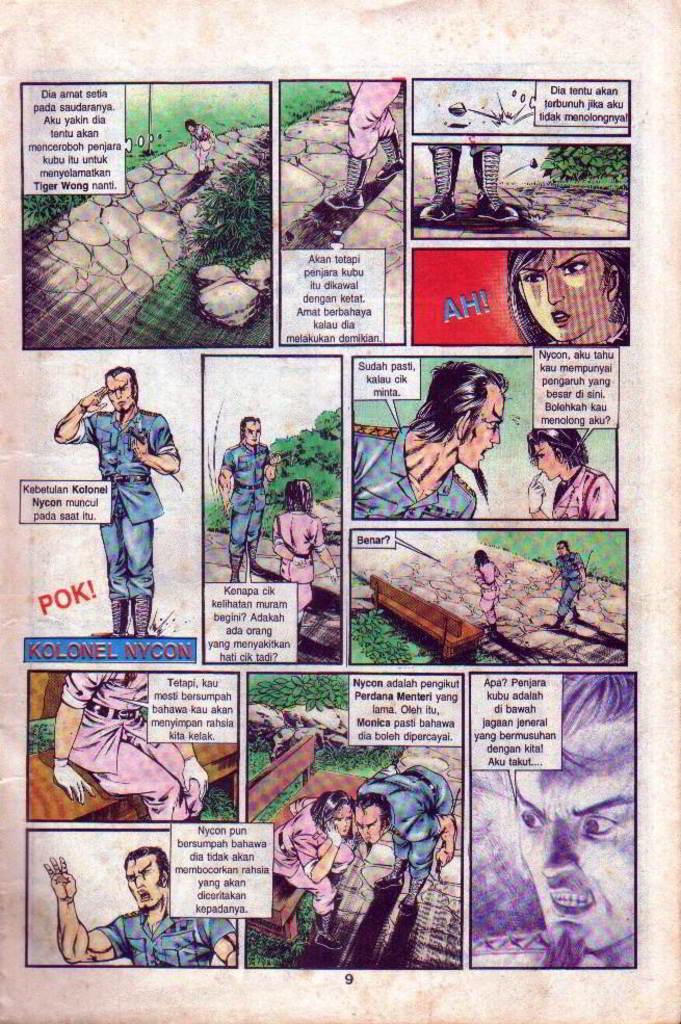 Dia amat setia
pada saudaranya.
Aku yakin dia
tentu akan
menceroboh penjara
kubu itu untuk
menyelamatkan
Tiger Wong nanti.
Akan tetapi
penjara kubu
itu dikawal
dengan ketat.
Amat berbahaya
kalau dia
melakukan demikian.
Dia tentu akan
terbunuh jika aku
tidak menolongnya!
AH!
Kebetulan Kolonel
Nycon muncul
pada saat itu.
POK!
KOLONEL NYCON
Kenapa cik
kelihatan muram
begini? Adakah
ada orang
yang menyakitkan
hati cik tadi?
Nycon, aku tahu
kau mempunyai
pengaruh yang
besar di sini.
Bolehkah kau
menolong aku?
Sudah pasti,
kalau cik
minta.
Benar?
Tetapi, kau
mesti bersumpah
bahawa kau akan
menyimpan rahsia
kita kelak.
Nycon pun
bersumpah bahawa
dia tidak akan
membocorkan rahsia
yang akan
diceritakan
kepadanya.
Nycon adalah pengikut
Perdana Menteri yang
lama. Oleh itu,
Monica pasti bahawa
dia boleh dipercayai.
Apa? Penjara
kubu adalah
di bawah
jagaan jeneral
yang bermusuhan
dengan kita!
Aku takut....
9